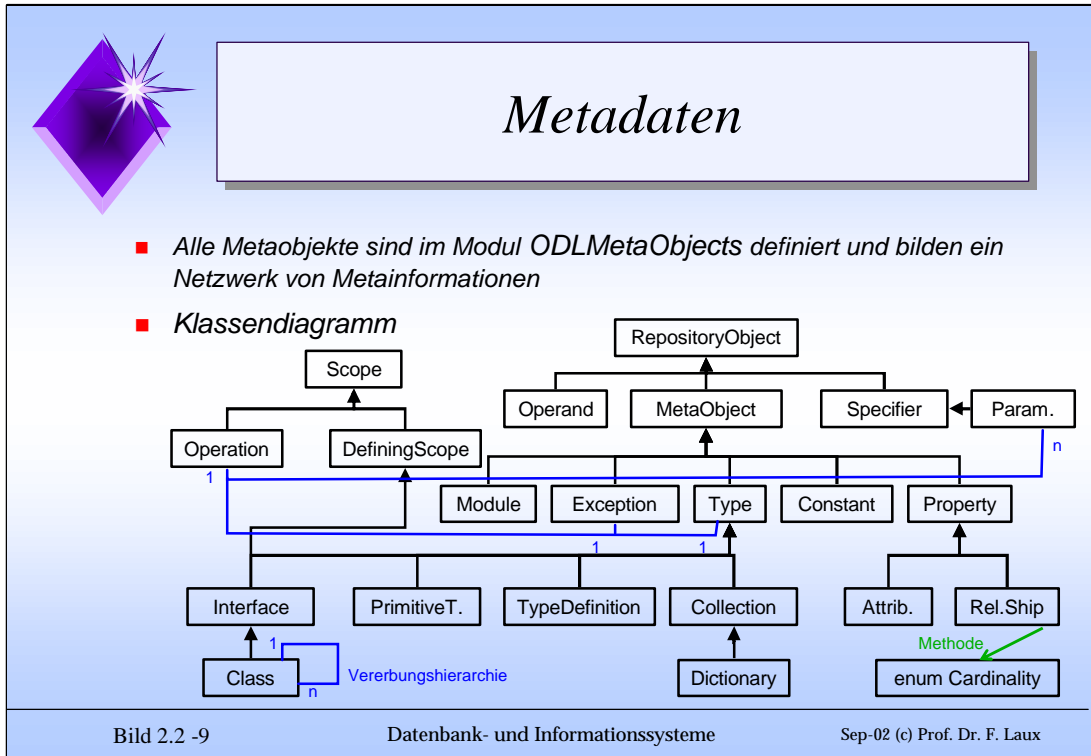 Metadaten
Alle Metaobjekte sind im Modul ODLMetaObjects definiert und bilden ein
Netzwerk von Metainformationen
Klassendiagramm
RepositoryObject
Scope
Operand
MetaObject
Specifier
Param.
Operation
DefiningScope
1
n
Module
Exception
Type
Constant
Property
1
1
Interface
PrimitiveT.
TypeDefinition
Collection
Attrib.
Rel.Ship
1
Methode
Class
n
Vererbungshierarchie
Dictionary
enum Cardinality
Bild 2.2 -9
Datenbank- und Informationssysteme
Sep-02 (c) Prof. Dr. F. Laux